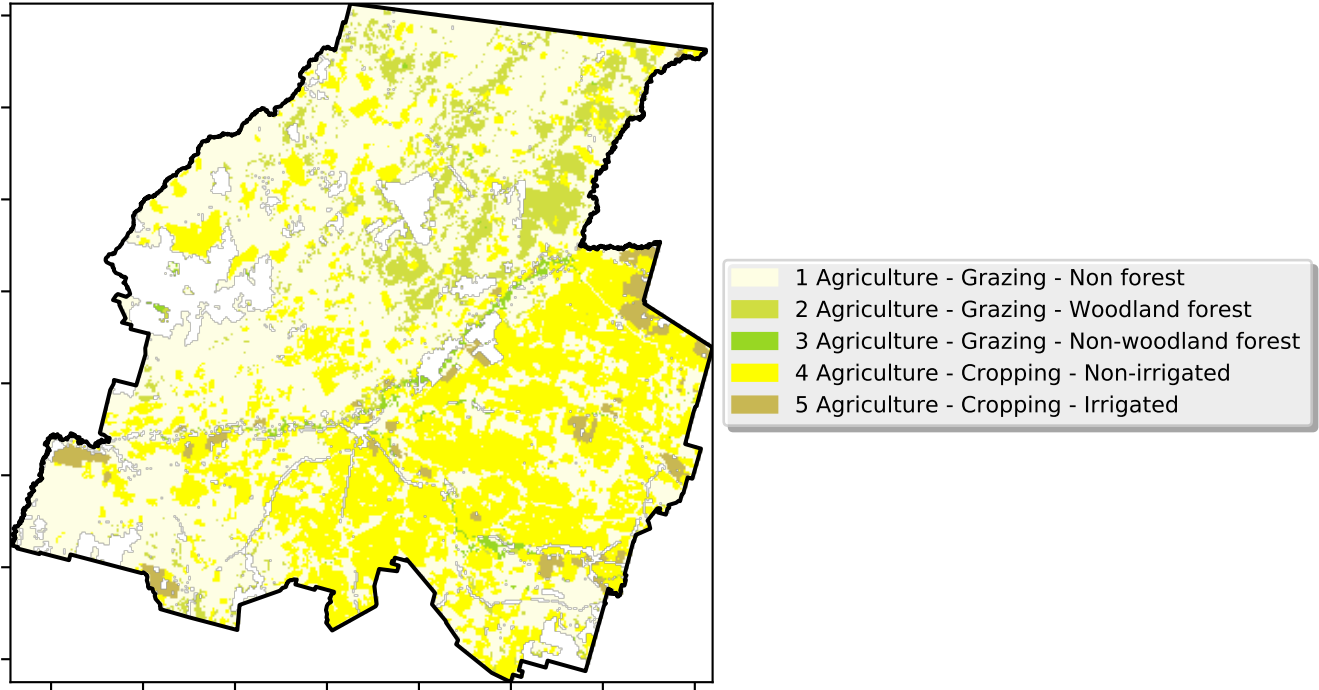 1 Agriculture - Grazing - Non forest
2 Agriculture - Grazing - Woodland forest
3 Agriculture - Grazing - Non-woodland forest
4 Agriculture - Cropping - Non-irrigated
5 Agriculture - Cropping - Irrigated